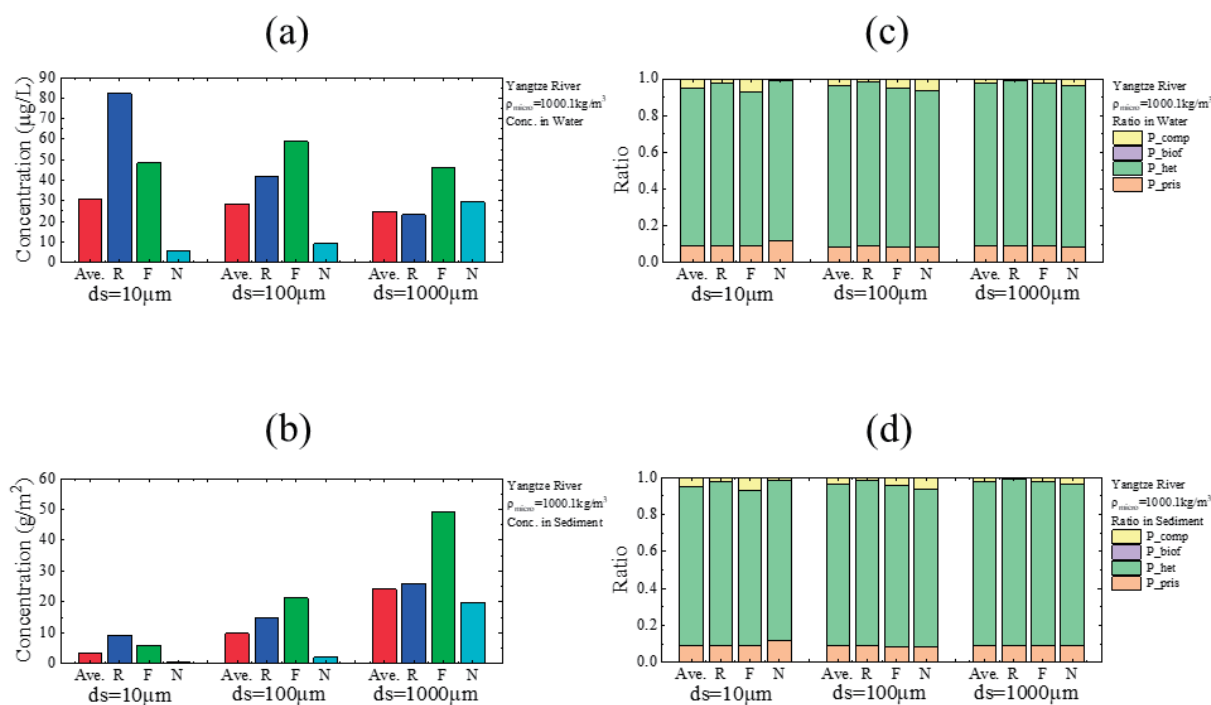 (a)
Concentration (µg/L)
90
80
70
60
50
40
30
20
10
0
Ave. R F N Ave. R F N Ave. R F N
ds=10µm ds=100µm ds=1000µm
Yangtze River
ρmicro=1000.1kg/m³
Conc. in Water
(c)
Ratio
1.0
0.8
0.6
0.4
0.2
0.0
Ave. R F N Ave. R F N Ave. R F N
ds=10µm ds=100µm ds=1000µm
Yangtze River
ρmicro=1000.1kg/m³
Ratio in Water
P_comp
P_biof
P_het
P_pris
(b)
Concentration (g/m²)
60
50
40
30
20
10
0
Ave. R F N Ave. R F N Ave. R F N
ds=10µm ds=100µm ds=1000µm
Yangtze River
ρmicro=1000.1kg/m³
Conc. in Sediment
(d)
Ratio
1.0
0.8
0.6
0.4
0.2
0.0
Ave. R F N Ave. R F N Ave. R F N
ds=10µm ds=100µm ds=1000µm
Yangtze River
ρmicro=1000.1kg/m³
Ratio in Sediment
P_comp
P_biof
P_het
P_pris